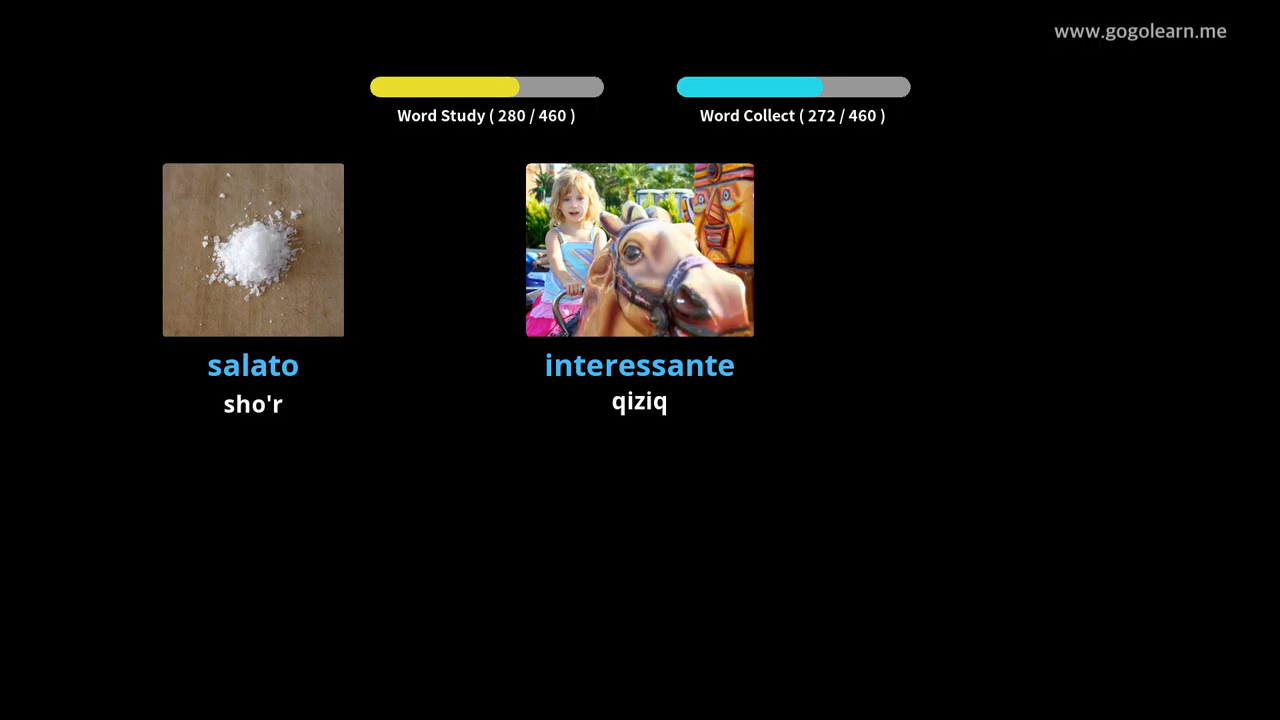 www.gogolearn.me
Word Study ( 280 / 460 )
Word Collect ( 272 / 460 )
salato
sho'r
interessante
qiziq